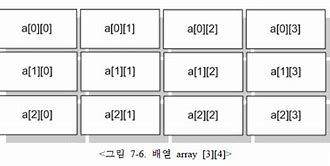 a[0][0] a[0][1] a[0][2] a[0][3]
a[1][0] a[1][1] a[1][2] a[1][3]
a[2][0] a[2][1] a[2][2] a[2][3]
<그림 7-6. 배열 array [3][4]>